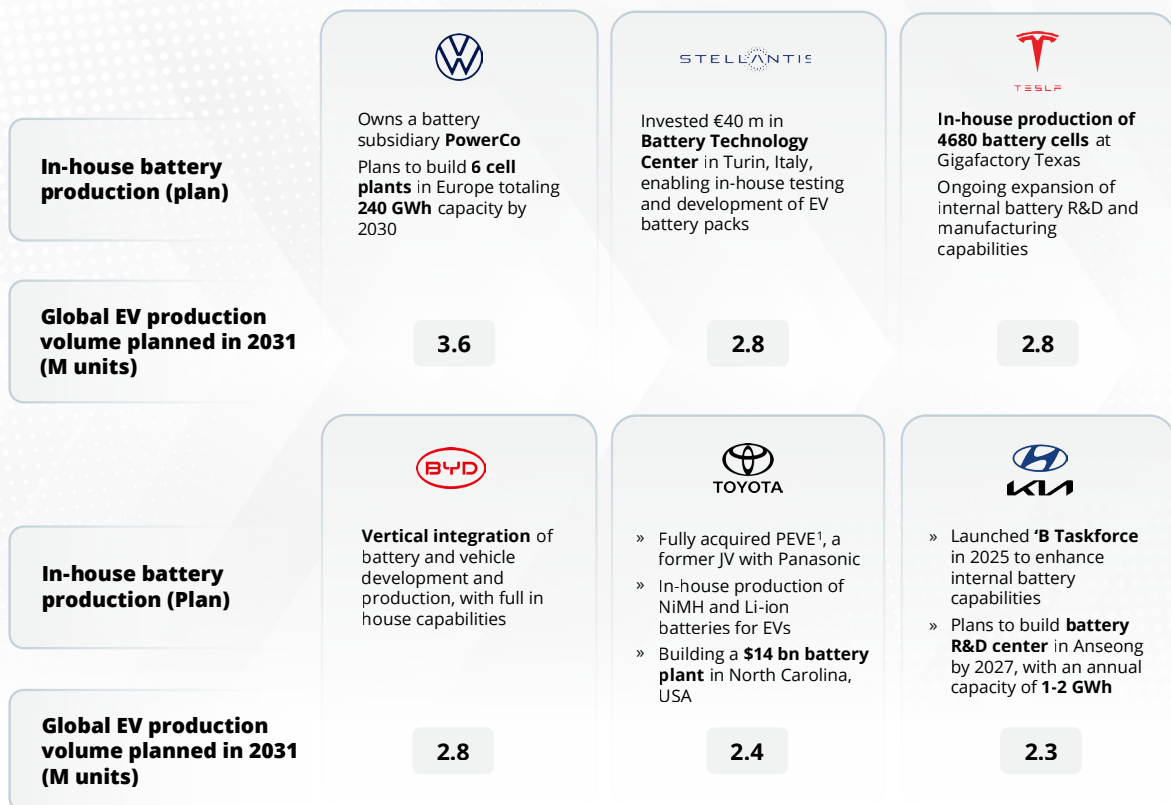 STELLANTIS
TESLA
In-house battery
production (plan)
Owns a battery
subsidiary PowerCo
Plans to build 6 cell
plants in Europe totaling
240 GWh capacity by
2030
Invested €40 m in
Battery Technology
Center in Turin, Italy,
enabling in-house testing
and development of EV
battery packs
In-house production of
4680 battery cells at
Gigafactory Texas
Ongoing expansion of
internal battery R&D and
manufacturing
capabilities
Global EV production
volume planned in 2031
(M units)
3.6
2.8
2.8
BYD
TOYOTA
KIA
In-house battery
production (Plan)
Vertical integration of
battery and vehicle
development and
production, with full in
house capabilities
» Fully acquired PEVE¹, a
former JV with Panasonic
» In-house production of
NiMH and Li-ion
batteries for EVs
» Building a $14 bn battery
plant in North Carolina,
USA
» Launched ‘B Taskforce
in 2025 to enhance
internal battery
capabilities
» Plans to build battery
R&D center in Anseong
by 2027, with an annual
capacity of 1-2 GWh
Global EV production
volume planned in 2031
(M units)
2.8
2.4
2.3